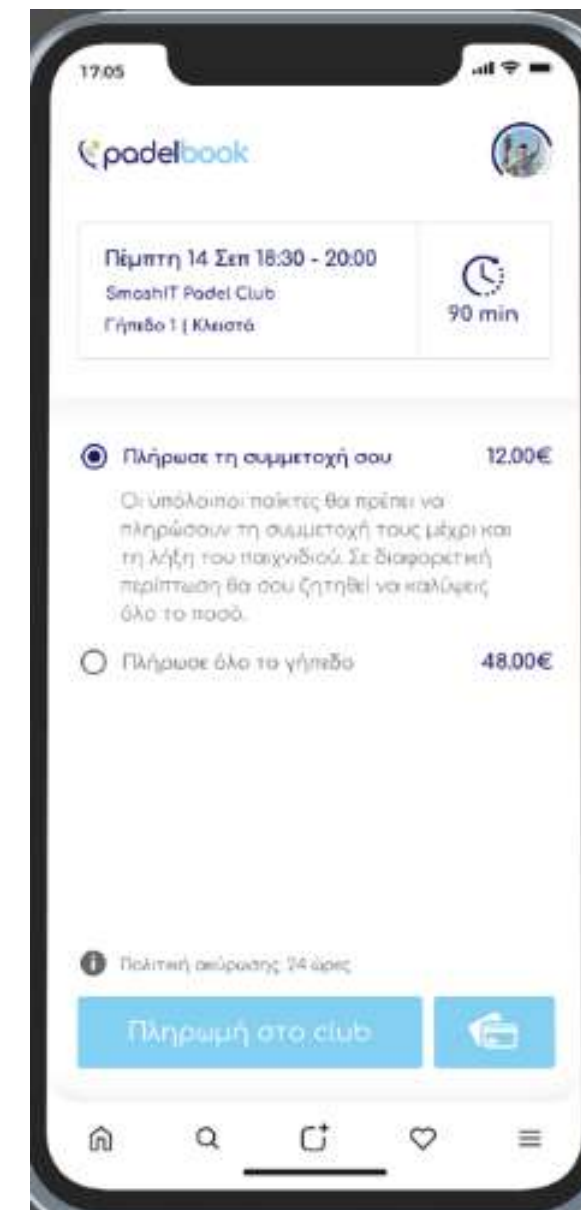 17:05
padelbook
Πέμπτη 14 Σεπ 18:30 - 20:00
SmashIT Padel Club
Γήπεδο 1 | Κλειστό
90 min
Πλήρωσε τη συμμετοχή σου 12.00€
Οι υπόλοιποι παίκτες θα πρέπει να
πληρώσουν τη συμμετοχή τους μέχρι και
τη λήξη του παιχνιδιού. Σε διαφορετική
περίπτωση θα σου ζητηθεί να καλύψεις
όλο το ποσό.
Πλήρωσε όλο το γήπεδο 48.00€
Πολιτική ακύρωσης 24 ώρες
Πληρωμή στο club